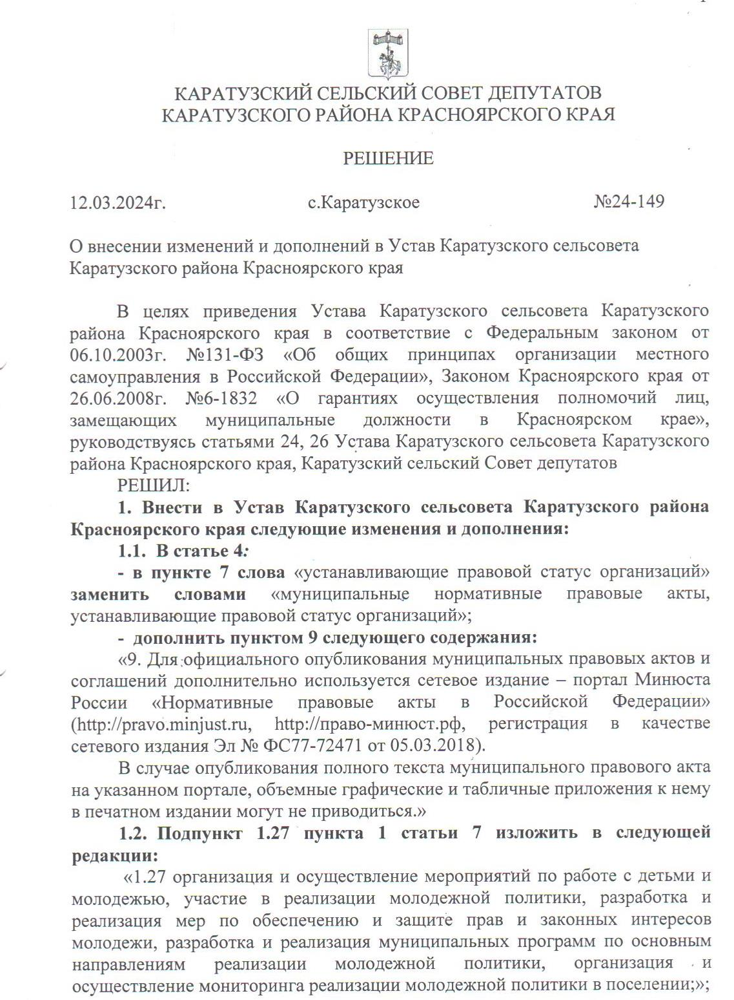 КАРАТУЗСКИЙ СЕЛЬСКИЙ СОВЕТ ДЕПУТАТОВ
КАРАТУЗСКОГО РАЙОНА КРАСНОЯРСКОГО КРАЯ
РЕШЕНИЕ
12.03.2024г. с.Каратузское №24-149
О внесении изменений и дополнений в Устав Каратузского сельсовета
Каратузского района Красноярского края
В целях приведения Устава Каратузского сельсовета Каратузского
района Красноярского края в соответствие с Федеральным законом от
06.10.2003г. №131-ФЗ «Об общих принципах организации местного
самоуправления в Российской Федерации», Законом Красноярского края от
26.06.2008г. №6-1832 «О гарантиях осуществления полномочий лиц,
замещающих муниципальные должности в Красноярском крае»,
руководствуясь статьями 24, 26 Устава Каратузского сельсовета Каратузского
района Красноярского края, Каратузский сельский Совет депутатов
РЕШИЛ:
1. Внести в Устав Каратузского сельсовета Каратузского района
Красноярского края следующие изменения и дополнения:
1.1. В статье 4:
- в пункте 7 слова «устанавливающие правовой статус организаций»
заменить словами «муниципальные нормативные правовые акты,
устанавливающие правовой статус организаций»;
- дополнить пунктом 9 следующего содержания:
«9. Для официального опубликования муниципальных правовых актов и
соглашений дополнительно используется сетевое издание – портал Минюста
России «Нормативные правовые акты в Российской Федерации»
(http://pravo.minjust.ru, http://право-минюст.рф, регистрация в качестве
сетевого издания Эл № ФС77-72471 от 05.03.2018).
В случае опубликования полного текста муниципального правового акта
на указанном портале, объемные графические и табличные приложения к нему
в печатном издании могут не приводиться.»
1.2. Подпункт 1.27 пункта 1 статьи 7 изложить в следующей
редакции:
«1.27 организация и осуществление мероприятий по работе с детьми и
молодежью, участие в реализации молодежной политики, разработка и
реализация мер по обеспечению и защите прав и законных интересов
молодежи, разработка и реализация муниципальных программ по основным
направлениям реализации молодежной политики, организация и
осуществление мониторинга реализации молодежной политики в поселении;»;